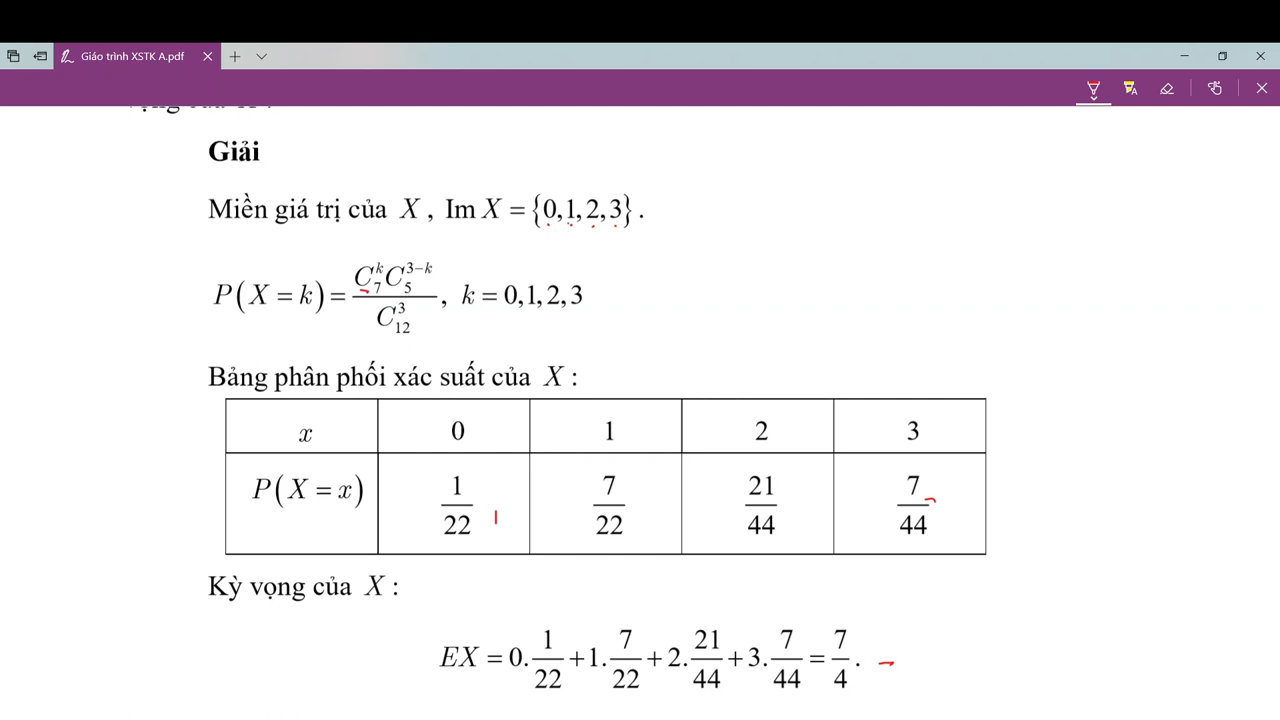 Giáo trình XSTK A.pdf
Giải
Miền giá trị của X, Im X = {0,1,2,3}.
P(X = k) = C_7^k C_5^{3-k} / C_{12}^3, k = 0,1,2,3
Bảng phân phối xác suất của X :
x 0 1 2 3
P(X = x) 1/22 7/22 21/44 7/44
Kỳ vọng của X :
EX = 0.1/22 + 1.7/22 + 2.21/44 + 3.7/44 = 7/4.